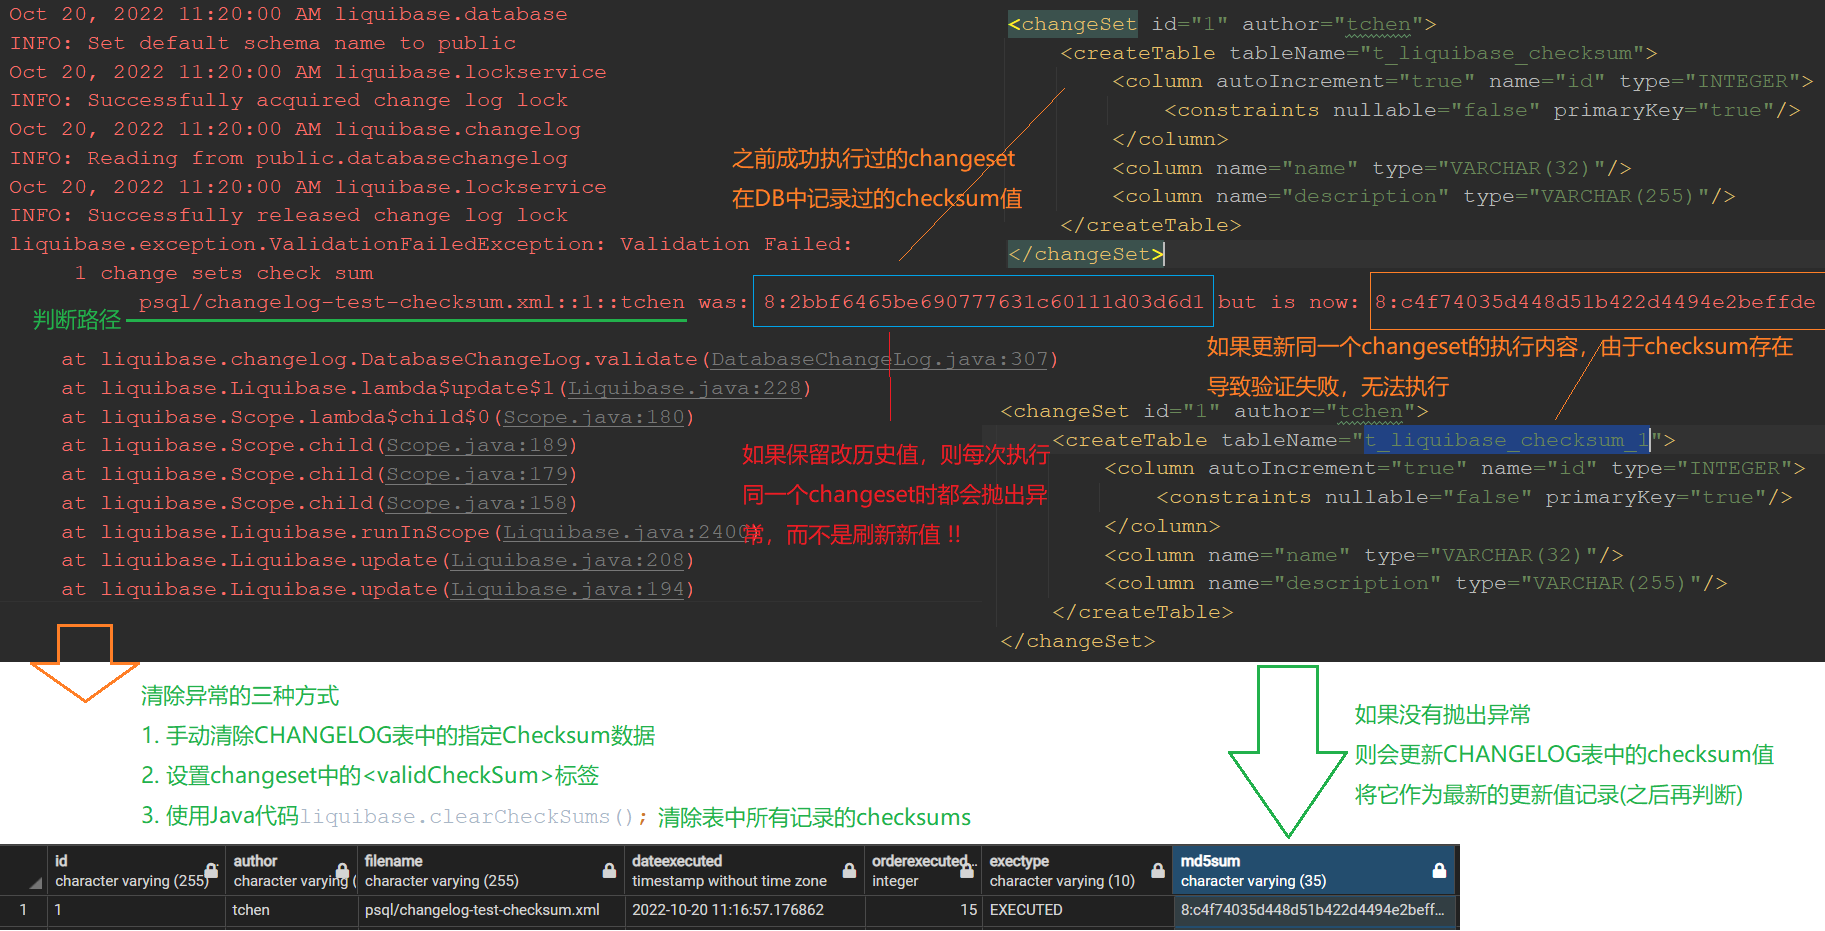 Oct 20, 2022 11:20:00 AM liquibase.database
INFO: Set default schema name to public
Oct 20, 2022 11:20:00 AM liquibase.lockservice
INFO: Successfully acquired change log lock
Oct 20, 2022 11:20:00 AM liquibase.changelog
INFO: Reading from public.databasechangelog
Oct 20, 2022 11:20:00 AM liquibase.lockservice
INFO: Successfully released change log lock
liquibase.exception.ValidationFailedException: Validation Failed:
1 change sets check sum
psql/changelog-test-checksum.xml::1::tchen was: 8:2bbf6465be690777631c60111d03d6d1 but is now: 8:c4f74035d448d51b422d4494e2beffde
判断路径
at liquibase.changelog.DatabaseChangeLog.validate(DatabaseChangeLog.java:307)
at liquibase.Liquibase.lambda$update$1(Liquibase.java:228)
at liquibase.Scope.lambda$child$0(Scope.java:180)
at liquibase.Scope.child(Scope.java:189)
at liquibase.Scope.child(Scope.java:179)
at liquibase.Scope.child(Scope.java:158)
at liquibase.Liquibase.runInScope(Liquibase.java:2400)
at liquibase.Liquibase.update(Liquibase.java:208)
at liquibase.Liquibase.update(Liquibase.java:194)
<changeSet id="1" author="tchen">
<createTable tableName="t_liquibase_checksum">
<column autoIncrement="true" name="id" type="INTEGER">
<constraints nullable="false" primaryKey="true"/>
</column>
<column name="name" type="VARCHAR(32)"/>
<column name="description" type="VARCHAR(255)"/>
</createTable>
</changeSet>
之前成功执行过的changeset
在DB中记录过的checksum值
如果更新同一个changeset的执行内容，由于checksum存在
导致验证失败，无法执行
<changeSet id="1" author="tchen">
<createTable tableName="t_liquibase_checksum_1">
<column autoIncrement="true" name="id" type="INTEGER">
<constraints nullable="false" primaryKey="true"/>
</column>
<column name="name" type="VARCHAR(32)"/>
<column name="description" type="VARCHAR(255)"/>
</createTable>
</changeSet>
如果保留改历史值，则每次执行
同一个changeset时都会抛出异
常，而不是刷新新值 !!
清除异常的三种方式
1. 手动清除CHANGELOG表中的指定Checksum数据
2. 设置changeset中的<validCheckSum>标签
3. 使用Java代码liquibase.clearCheckSums(); 清除表中所有记录的checksums
如果没有抛出异常
则会更新CHANGELOG表中的checksum值
将它作为最新的更新值记录(之后再判断)
id author filename dateexecuted orderexecuted... exectype md5sum
character varying (255) character varying ( character varying (255) timestamp without time zone integer character varying (10) character varying (35)
1 1 tchen psql/changelog-test-checksum.xml 2022-10-20 11:16:57.176862 15 EXECUTED 8:c4f74035d448d51b422d4494e2beff...